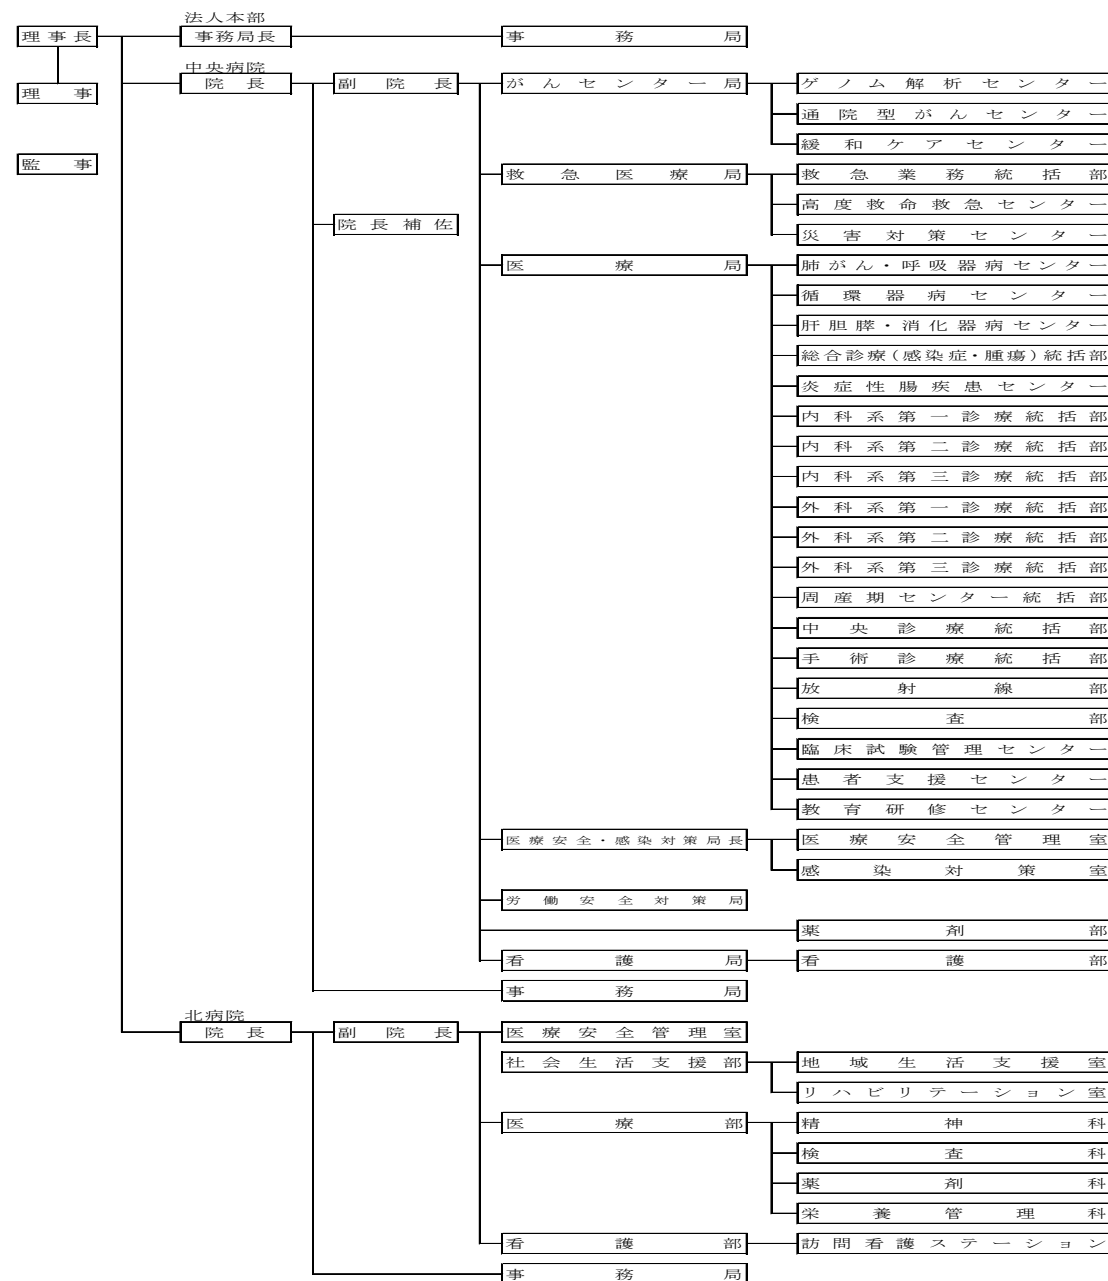 法人本部
理事長 事務局長 事務局
中央病院
院長 副院長 がんセンター局 ゲノム解析センター
理事
通院型がんセンター
緩和ケアセンター
監事
救急医療局 救急業務統括部
高度救命救急センター
院長補佐
災害対策センター
医療局 肺がん・呼吸器病センター
循環器病センター
肝胆膵・消化器病センター
総合診療(感染症・腫瘍)統括部
炎症性腸疾患センター
内科系第一診療統括部
内科系第二診療統括部
内科系第三診療統括部
外科系第一診療統括部
外科系第二診療統括部
外科系第三診療統括部
周産期センター統括部
中央診療統括部
手術診療統括部
放射線部
検査部
臨床試験管理センター
患者支援センター
教育研修センター
医療安全・感染対策局長 医療安全管理室
感染対策室
労働安全対策局
薬剤部
看護局 看護部
事務局
北病院
院長 副院長 医療安全管理室
社会生活支援部 地域生活支援室
リハビリテーション室
医療部 精神科
検査科
薬剤科
栄養管理科
看護部 訪問看護ステーション
事務局